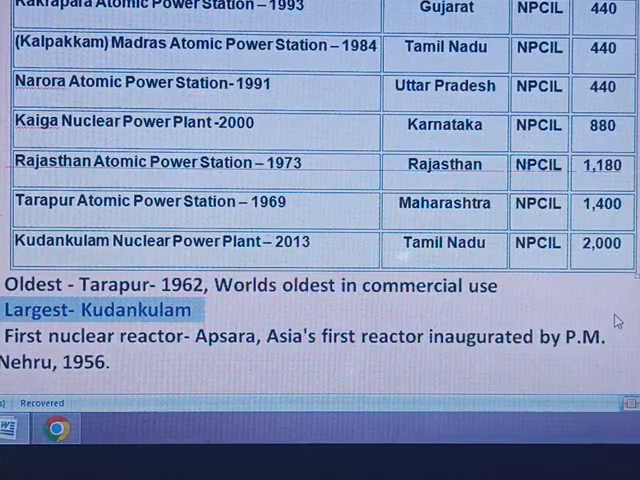 Kakrapara Atomic Power Station – 1993 Gujarat NPCIL 440
(Kalpakkam) Madras Atomic Power Station – 1984 Tamil Nadu NPCIL 440
Narora Atomic Power Station- 1991 Uttar Pradesh NPCIL 440
Kaiga Nuclear Power Plant -2000 Karnataka NPCIL 880
Rajasthan Atomic Power Station – 1973 Rajasthan NPCIL 1,180
Tarapur Atomic Power Station – 1969 Maharashtra NPCIL 1,400
Kudankulam Nuclear Power Plant – 2013 Tamil Nadu NPCIL 2,000
Oldest - Tarapur- 1962, Worlds oldest in commercial use
Largest- Kudankulam
First nuclear reactor- Apsara, Asia's first reactor inaugurated by P.M.
Nehru, 1956.
Recovered